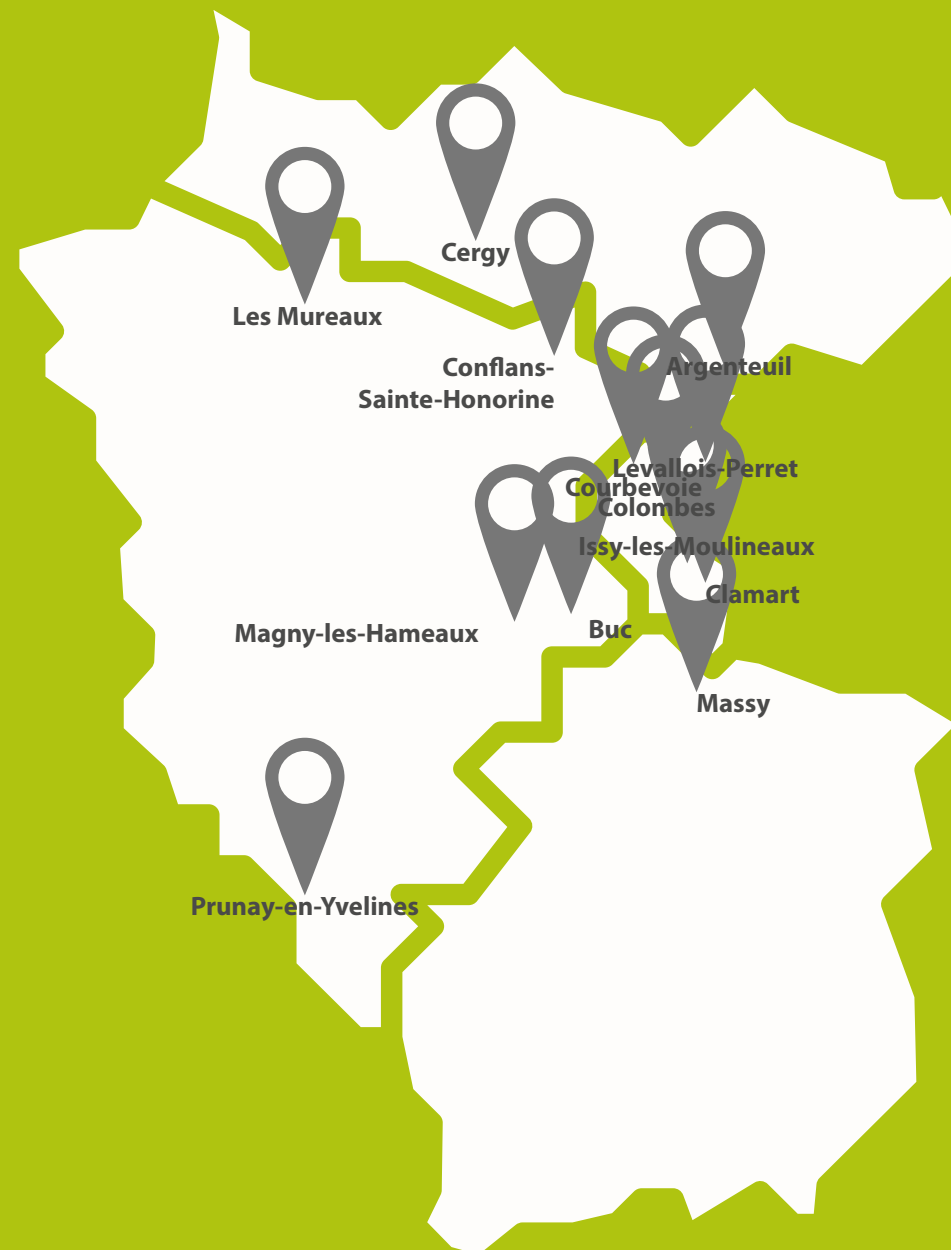 Cergy
Les Mureaux
Conflans-
Sainte-Honorine
Argenteuil
Levallois-Perret
Courbevoie
Colombes
Issy-les-Moulineaux
Clamart
Buc
Magny-les-Hameaux
Massy
Prunay-en-Yvelines